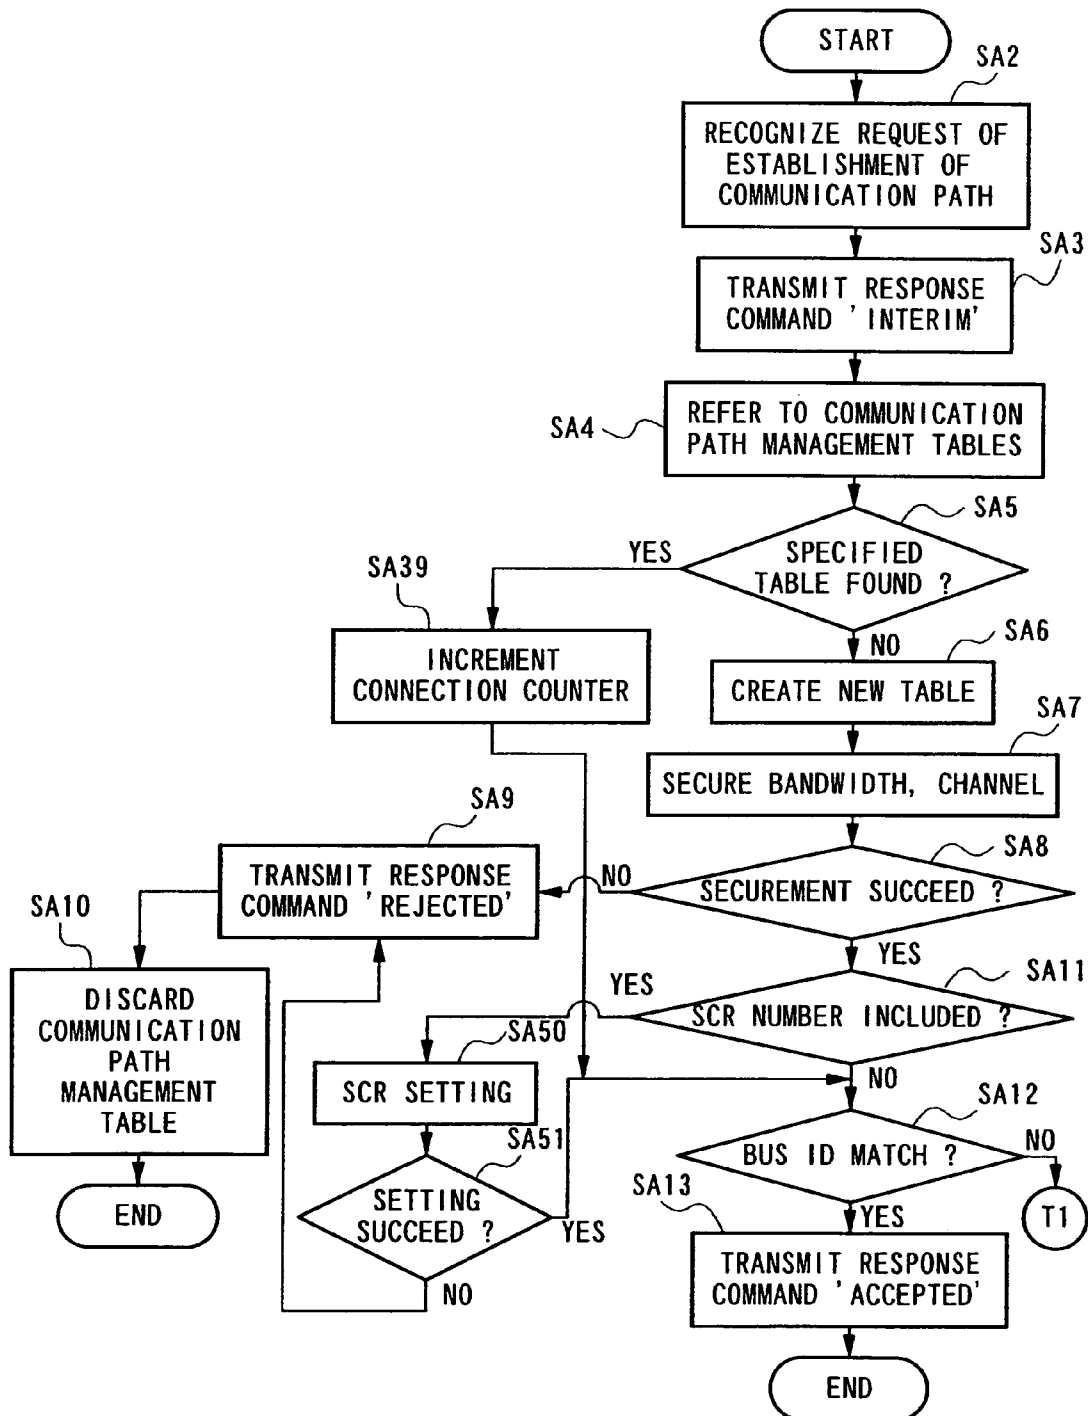 START
SA2
RECOGNIZE REQUEST OF
ESTABLISHMENT OF
COMMUNICATION PATH
SA3
TRANSMIT RESPONSE
COMMAND 'INTERIM'
SA4
REFER TO COMMUNICATION
PATH MANAGEMENT TABLES
SA5
SPECIFIED
TABLE FOUND ?
YES
NO
SA39
INCREMENT
CONNECTION COUNTER
SA6
CREATE NEW TABLE
SA7
SECURE BANDWIDTH, CHANNEL
SA8
SECUREMENT SUCCEED ?
NO
YES
SA9
TRANSMIT RESPONSE
COMMAND 'REJECTED'
SA10
DISCARD
COMMUNICATION
PATH
MANAGEMENT
TABLE
END
SA11
SCR NUMBER INCLUDED ?
YES
NO
SA50
SCR SETTING
SA51
SETTING
SUCCEED ?
YES
NO
SA12
BUS ID MATCH ?
NO
T1
YES
SA13
TRANSMIT RESPONSE
COMMAND 'ACCEPTED'
END